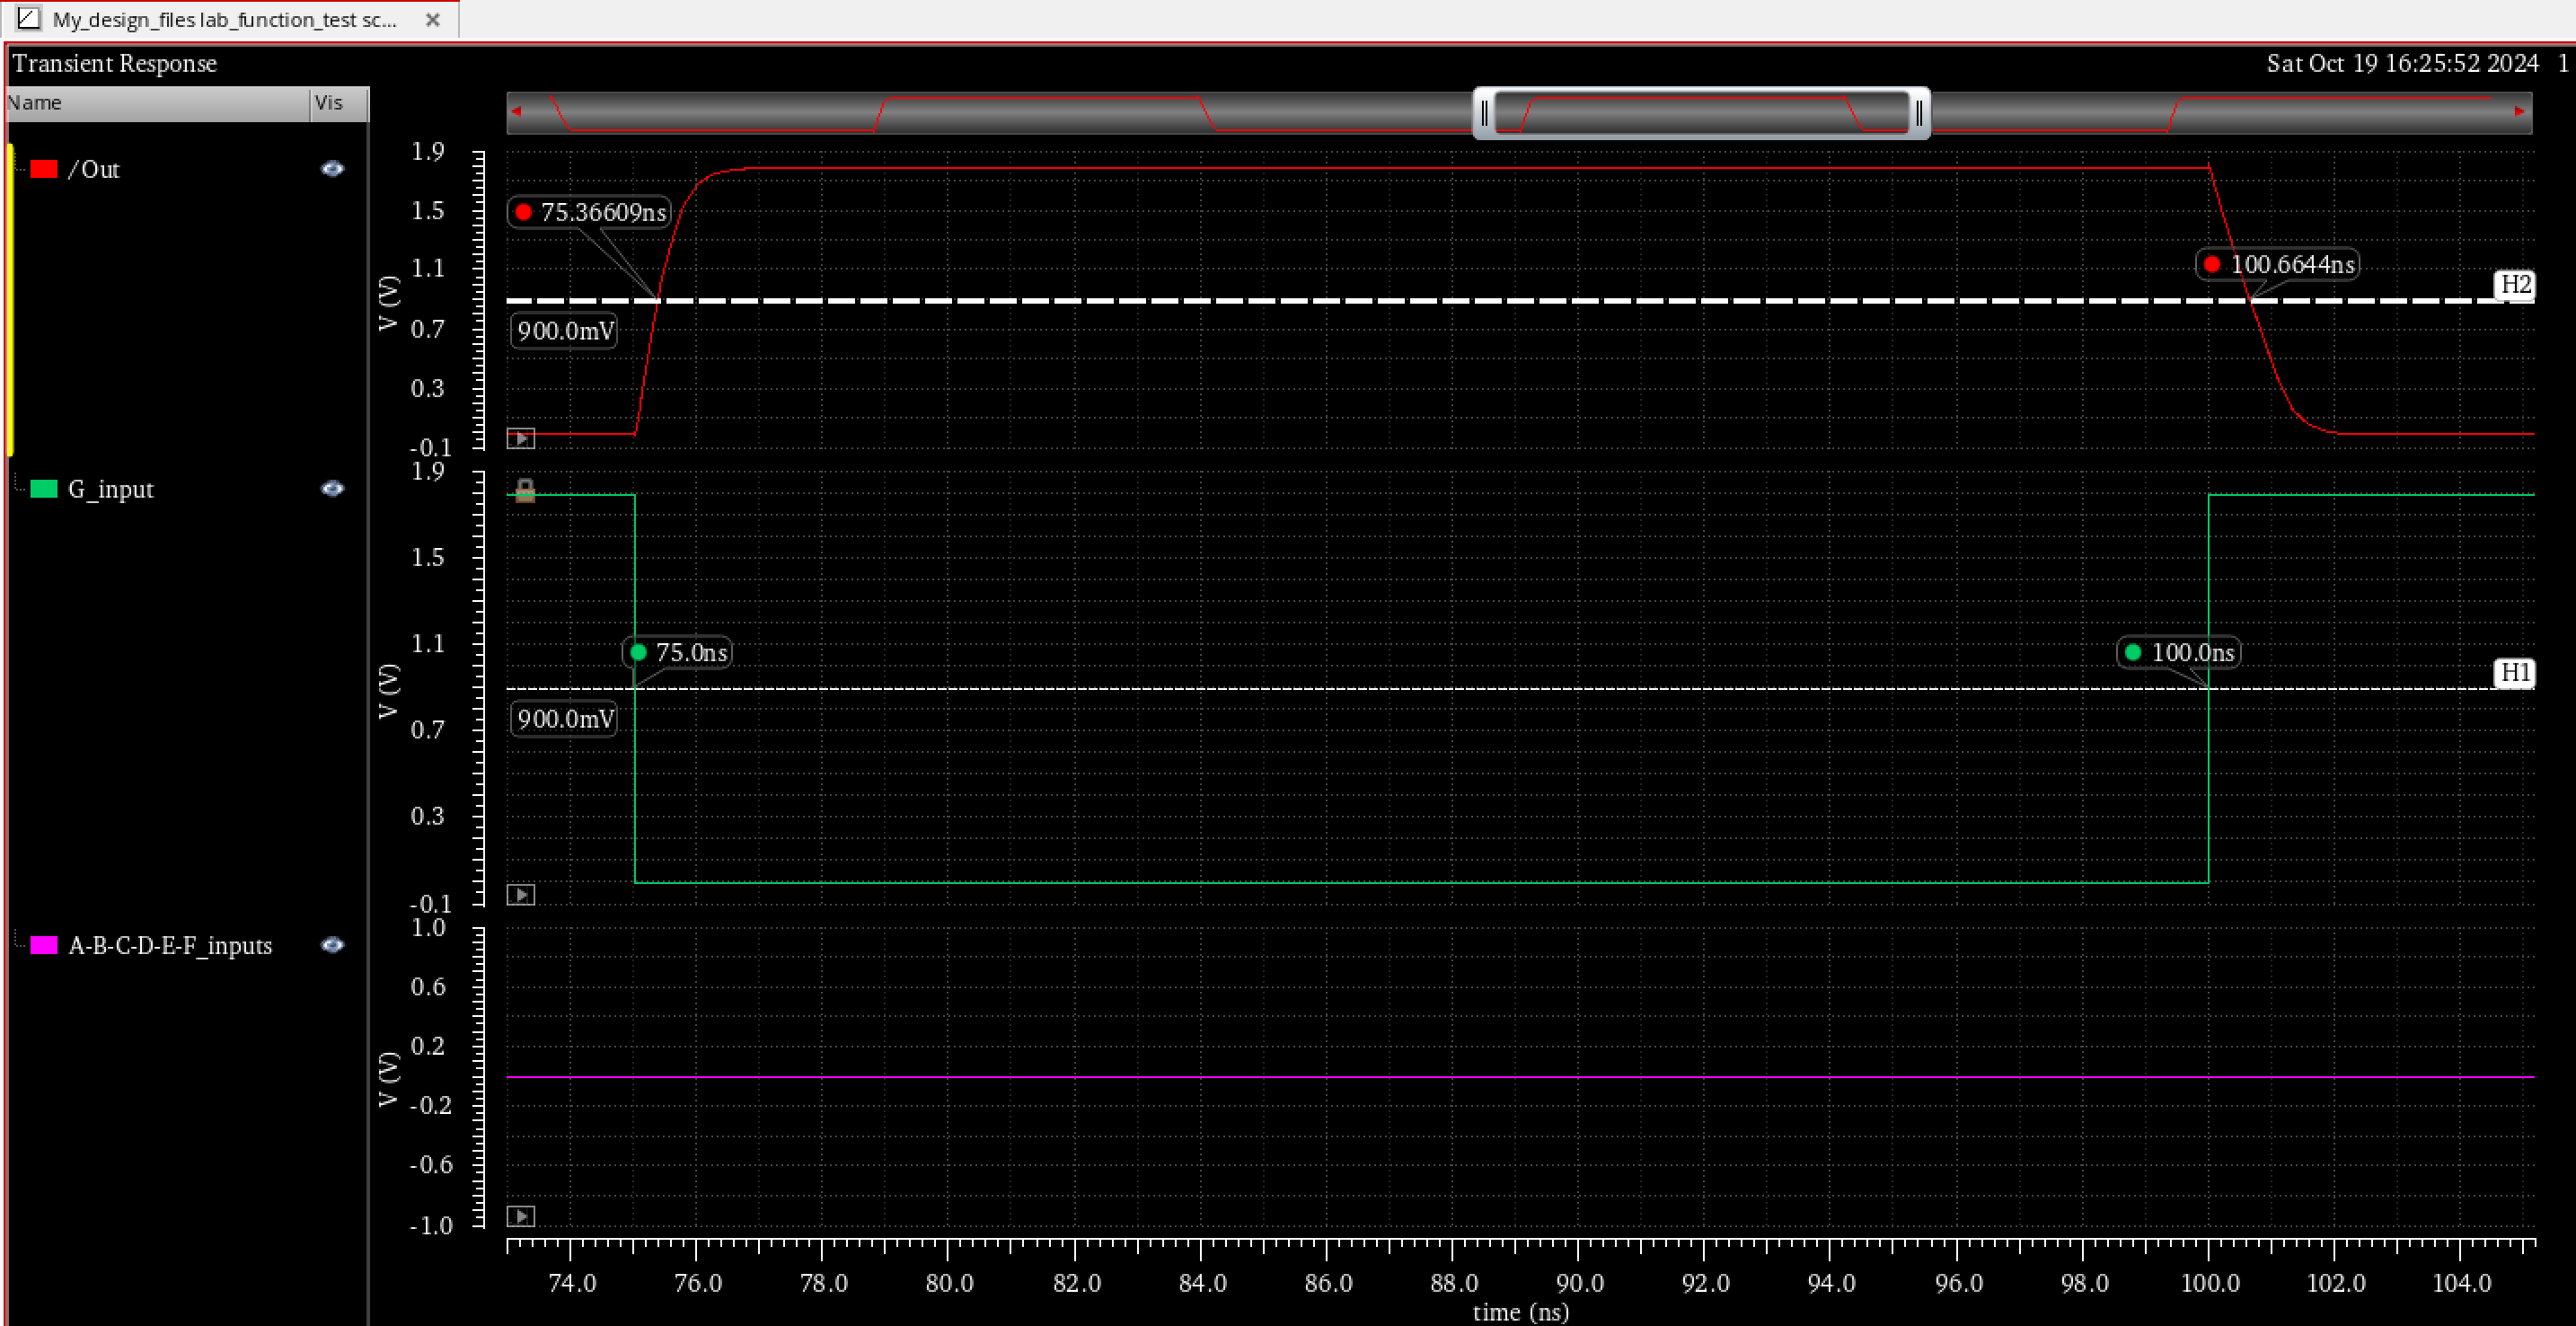 My_design_files lab_function_test sc...
Transient Response
Sat Oct 19 16:25:52 2024 1
Name Vis
/Out
G_input
A-B-C-D-E-F_inputs
1.9
1.5
1.1
0.7
0.3
-0.1
V (V)
75.36609ns
100.6644ns
H2
900.0mV
1.9
1.5
1.1
0.7
0.3
-0.1
V (V)
75.0ns
100.0ns
H1
900.0mV
1.0
0.6
0.2
-0.2
-0.6
-1.0
V (V)
74.0 76.0 78.0 80.0 82.0 84.0 86.0 88.0 90.0 92.0 94.0 96.0 98.0 100.0 102.0 104.0
time (ns)